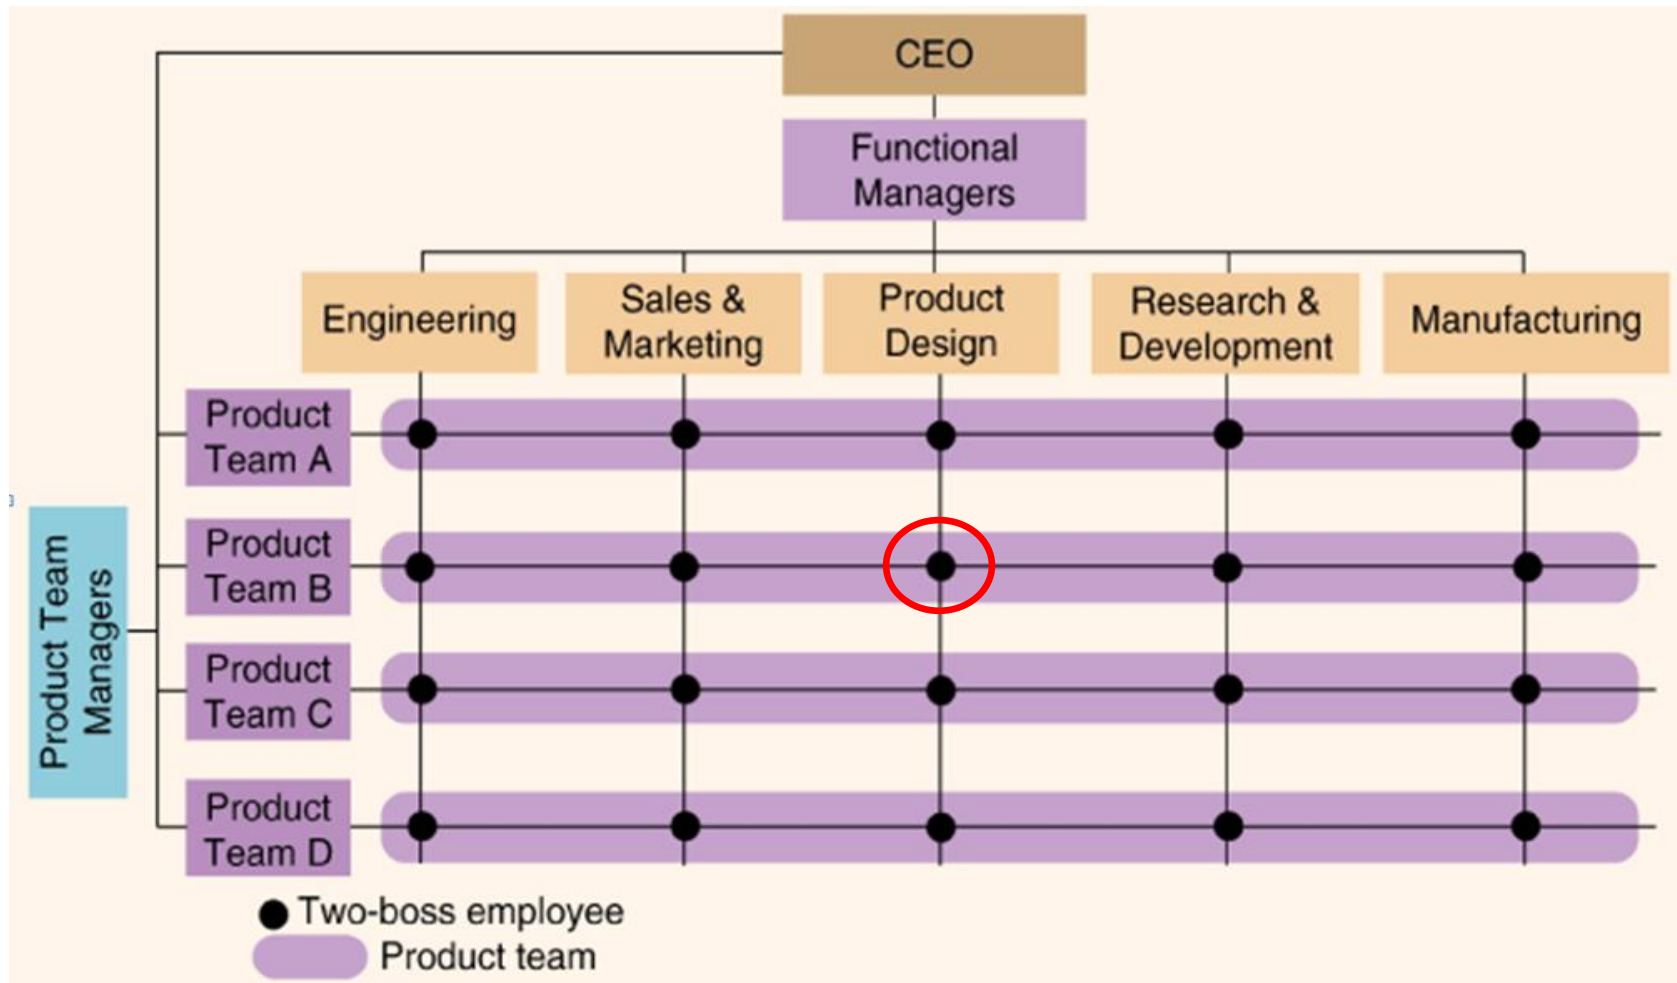 CEO
Functional
Managers
Engineering
Sales &
Marketing
Product
Design
Research &
Development
Manufacturing
Product
Team A
Product
Team B
Product Team
Managers
Product
Team C
Product
Team D
Two-boss employee
Product team